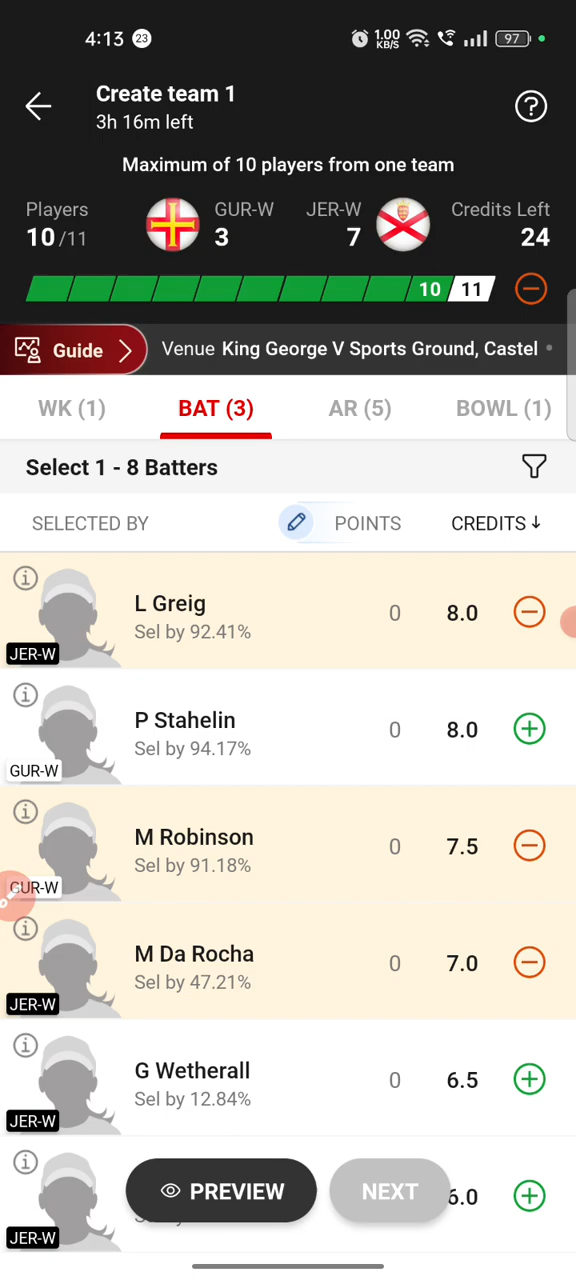 4:13 23 1.00 KB/S 97
Create team 1
3h 16m left
Maximum of 10 players from one team
Players GUR-W JER-W Credits Left
10/11 3 7 24
10 11
Guide Venue King George V Sports Ground, Castel
WK (1) BAT (3) AR (5) BOWL (1)
Select 1 - 8 Batters
SELECTED BY POINTS CREDITS↓
L Greig
Sel by 92.41%
0 8.0
JER-W
P Stahelin
Sel by 94.17%
0 8.0
GUR-W
M Robinson
Sel by 91.18%
0 7.5
GUR-W
M Da Rocha
Sel by 47.21%
0 7.0
JER-W
G Wetherall
Sel by 12.84%
0 6.5
JER-W
PREVIEW NEXT 6.0
JER-W